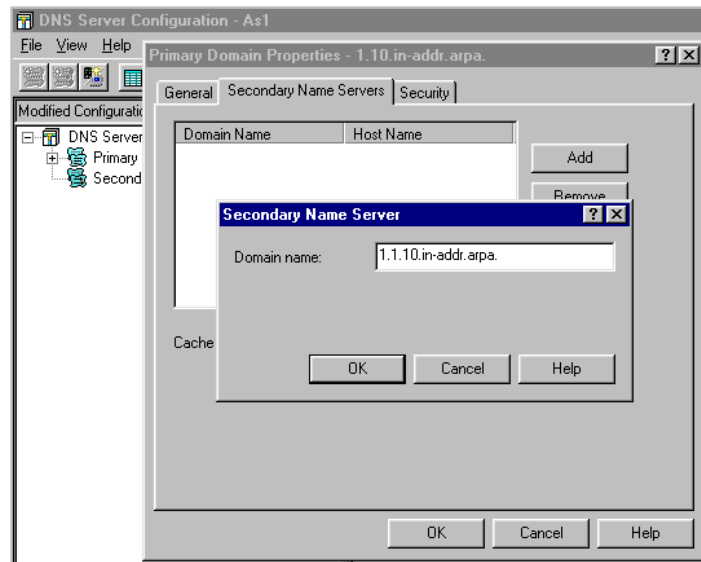 DNS Server Configuration - As1
File View Help
Primary Domain Properties - 1.10.in-addr.arpa.
General Secondary Name Servers Security
Modified Configuratio
DNS Server
Primary
Second
Domain Name Host Name
Add
Remove
Secondary Name Server
Domain name: 1.1.10.in-addr.arpa.
Cache
OK Cancel Help
OK Cancel Help